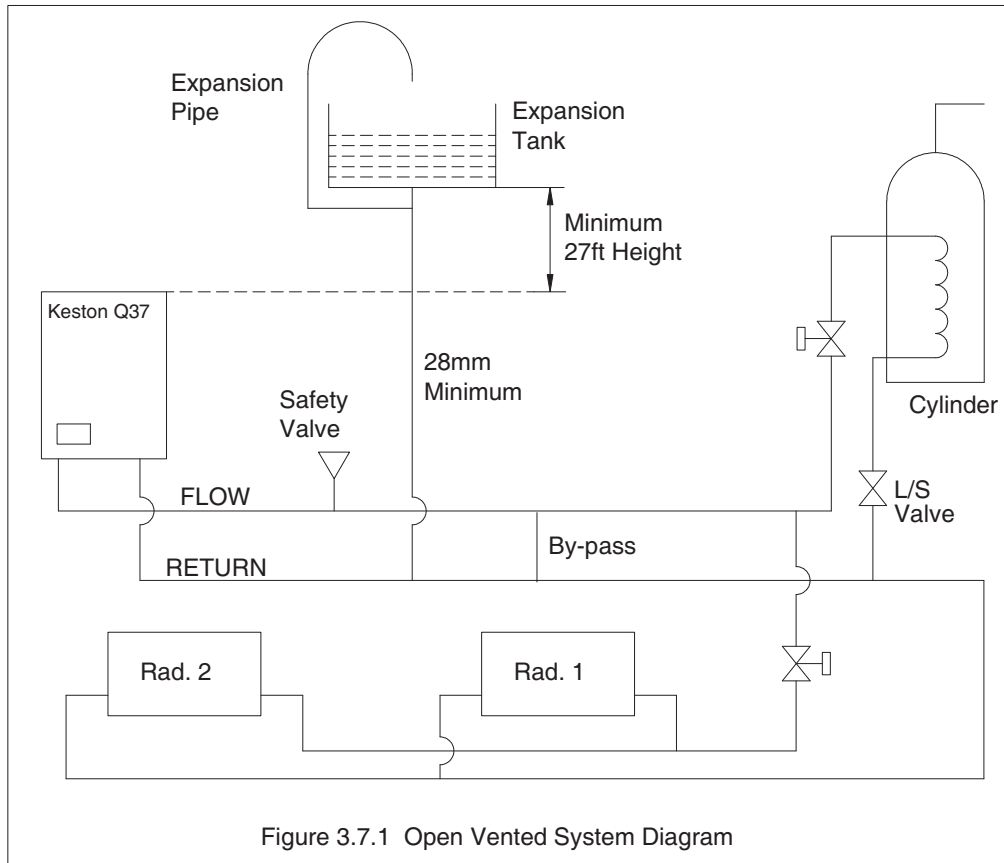 Expansion
Pipe
Expansion
Tank
Minimum
27ft Height
Keston Q37
28mm
Minimum
Safety
Valve
Cylinder
FLOW
L/S
Valve
By-pass
RETURN
Rad. 2
Rad. 1
Figure 3.7.1 Open Vented System Diagram